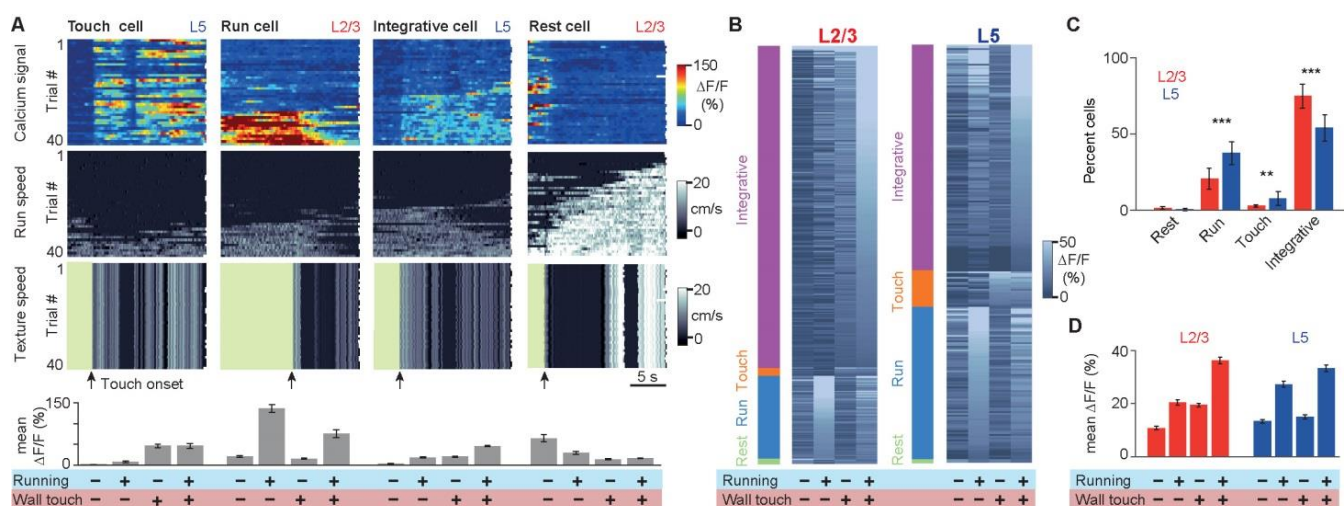 A
Touch cell L5
Run cell L2/3
Integrative cell L5
Rest cell L2/3
Calcium signal
Trial #
1
40
150
ΔF/F
(%)
0
Run speed
Trial #
1
40
20
cm/s
0
Texture speed
Trial #
1
40
20
cm/s
0
Touch onset
5 s
mean
ΔF/F (%)
150
0
Running − + − + − + − + − + − + − + − +
Wall touch − − + + − − + + − − + + − − + +
B
L2/3
L5
Integrative
Touch
Run
Rest
Integrative
Touch
Run
Rest
50
ΔF/F
(%)
0
Running − + − + − + − +
Wall touch − − + + − − + +
C
Percent cells
100
50
0
L2/3
L5
***
**
***
Rest
Run
Touch
Integrative
D
mean ΔF/F (%)
40
20
0
L2/3
L5
Running − + − + − + − +
Wall touch − − + + − − + +